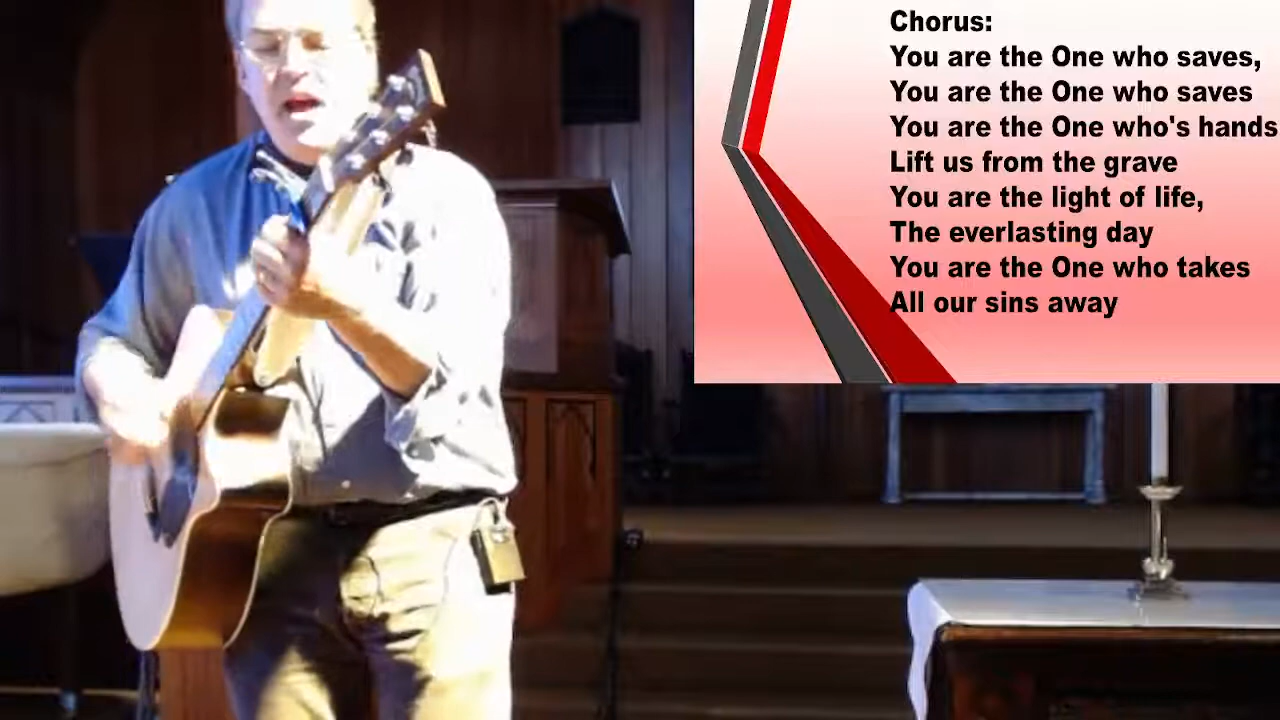 Chorus:
You are the One who saves,
You are the One who saves
You are the One who's hands
Lift us from the grave
You are the light of life,
The everlasting day
You are the One who takes
All our sins away